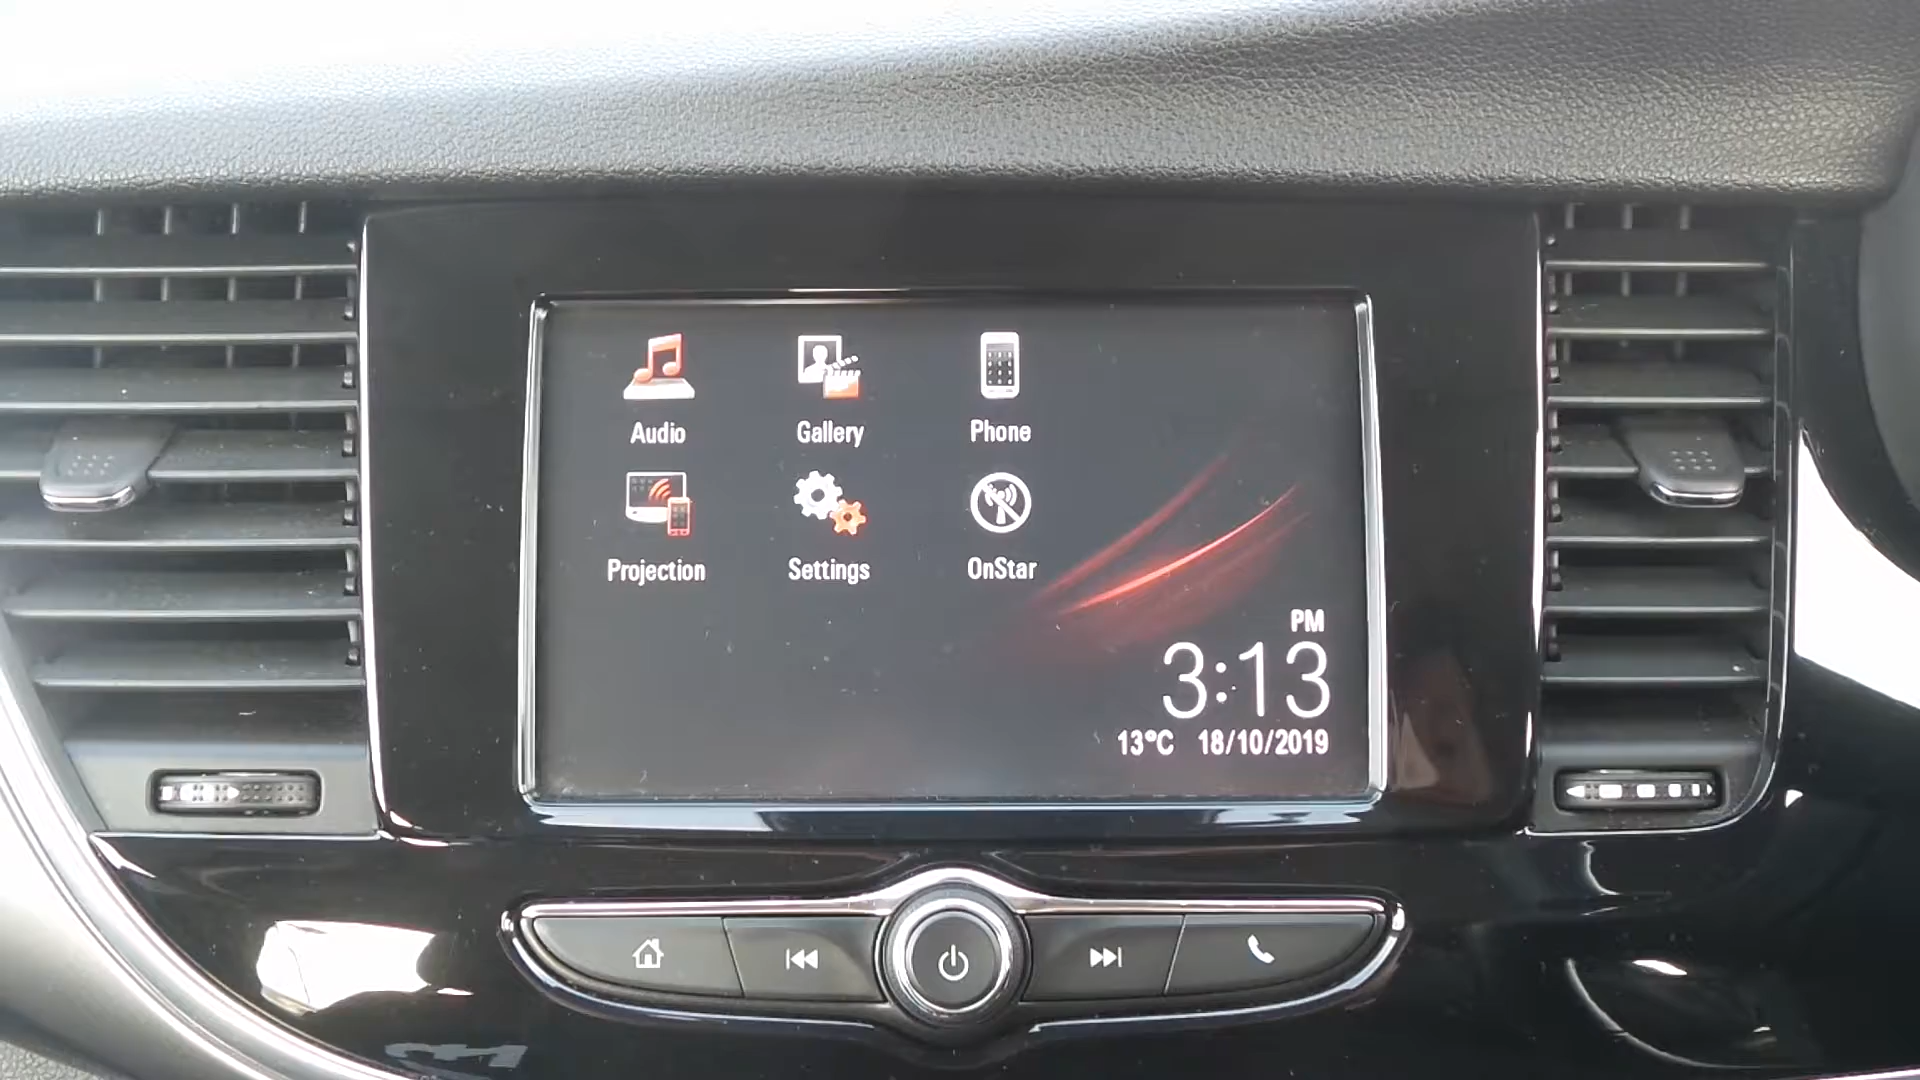 Audio Gallery Phone
Projection Settings OnStar
PM
3:13
13°C 18/10/2019